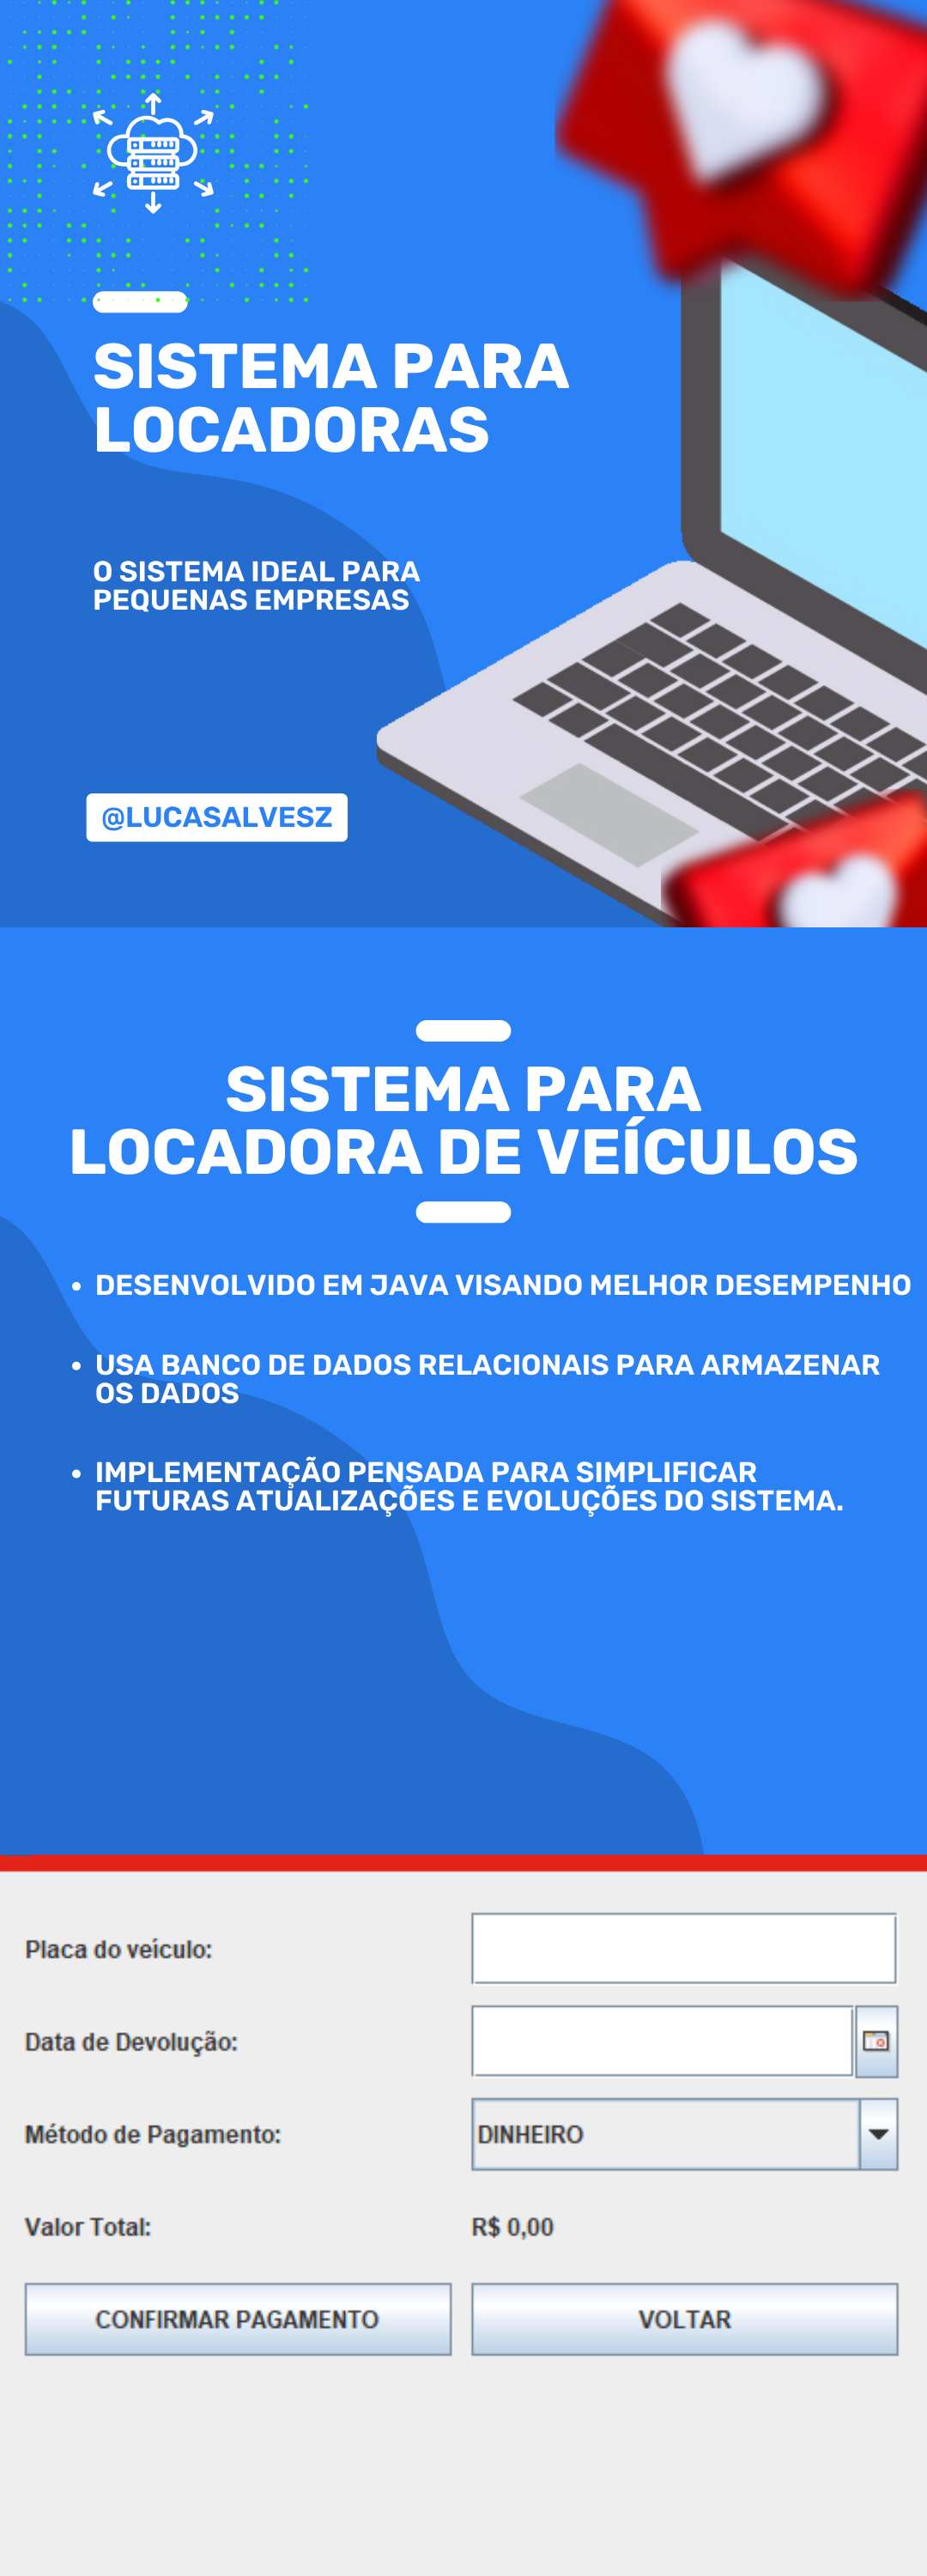 SISTEMA PARA
LOCADORAS
O SISTEMA IDEAL PARA
PEQUENAS EMPRESAS
@LUCASALVESZ
SISTEMA PARA
LOCADORA DE VEÍCULOS
• DESENVOLVIDO EM JAVA VISANDO MELHOR DESEMPENHO
• USA BANCO DE DADOS RELACIONAIS PARA ARMAZENAR
OS DADOS
• IMPLEMENTAÇÃO PENSADA PARA SIMPLIFICAR
FUTURAS ATUALIZAÇÕES E EVOLUÇÕES DO SISTEMA.
Placa do veículo:
Data de Devolução:
Método de Pagamento: DINHEIRO
Valor Total: R$ 0,00
CONFIRMAR PAGAMENTO VOLTAR